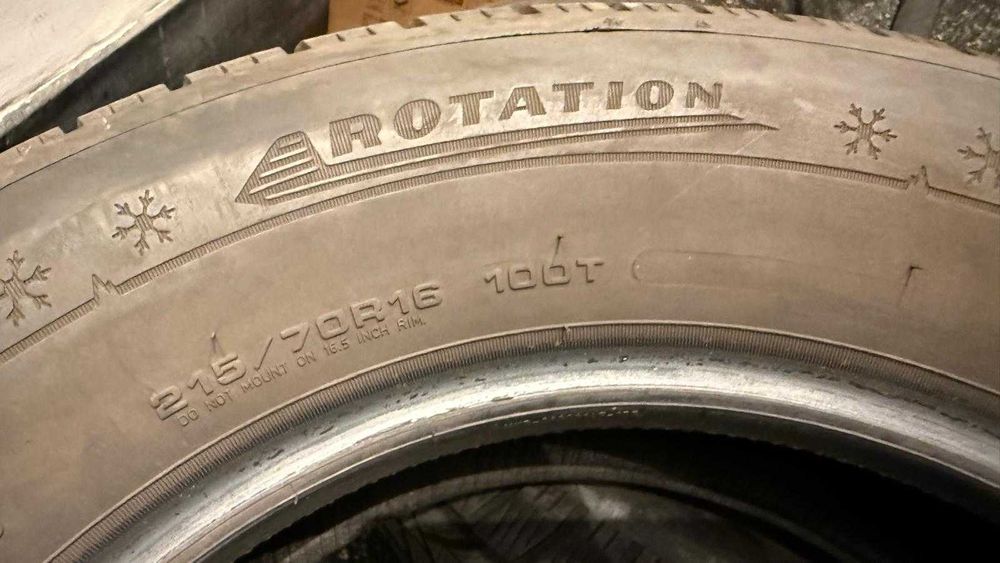 ROTATION
215/70R16 100T
DO NOT MOUNT ON 16.5 INCH RIM.